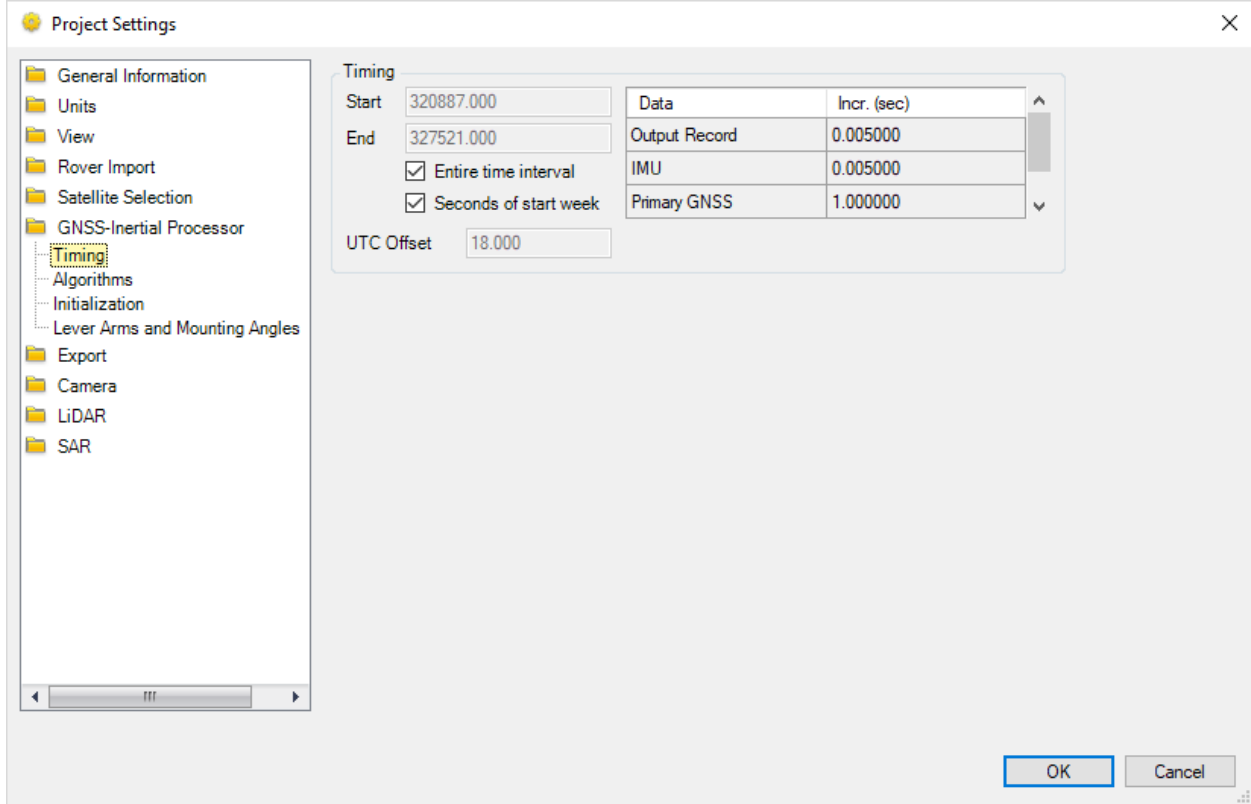 Project Settings
General Information
Units
View
Rover Import
Satellite Selection
GNSS-Inertial Processor
Timing
Algorithms
Initialization
Lever Arms and Mounting Angles
Export
Camera
LiDAR
SAR
Timing
Start 320887.000
End 327521.000
Entire time interval
Seconds of start week
UTC Offset 18.000
Data Incr. (sec)
Output Record 0.005000
IMU 0.005000
Primary GNSS 1.000000
OK Cancel